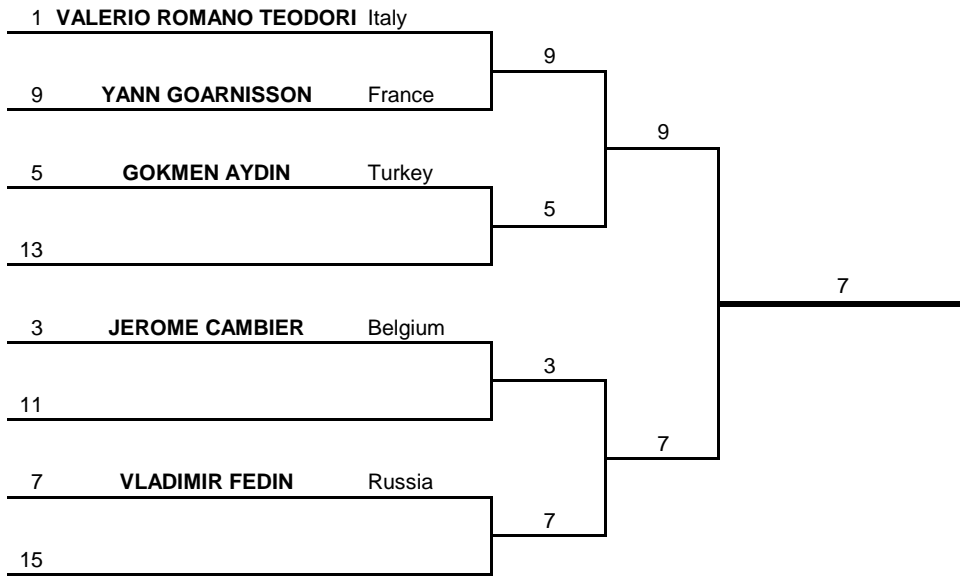 1 VALERIO ROMANO TEODORI Italy
9
9 YANN GOARNISSON France
9
5 GOKMEN AYDIN Turkey
5
13
7
3 JEROME CAMBIER Belgium
3
11
7
7 VLADIMIR FEDIN Russia
7
15